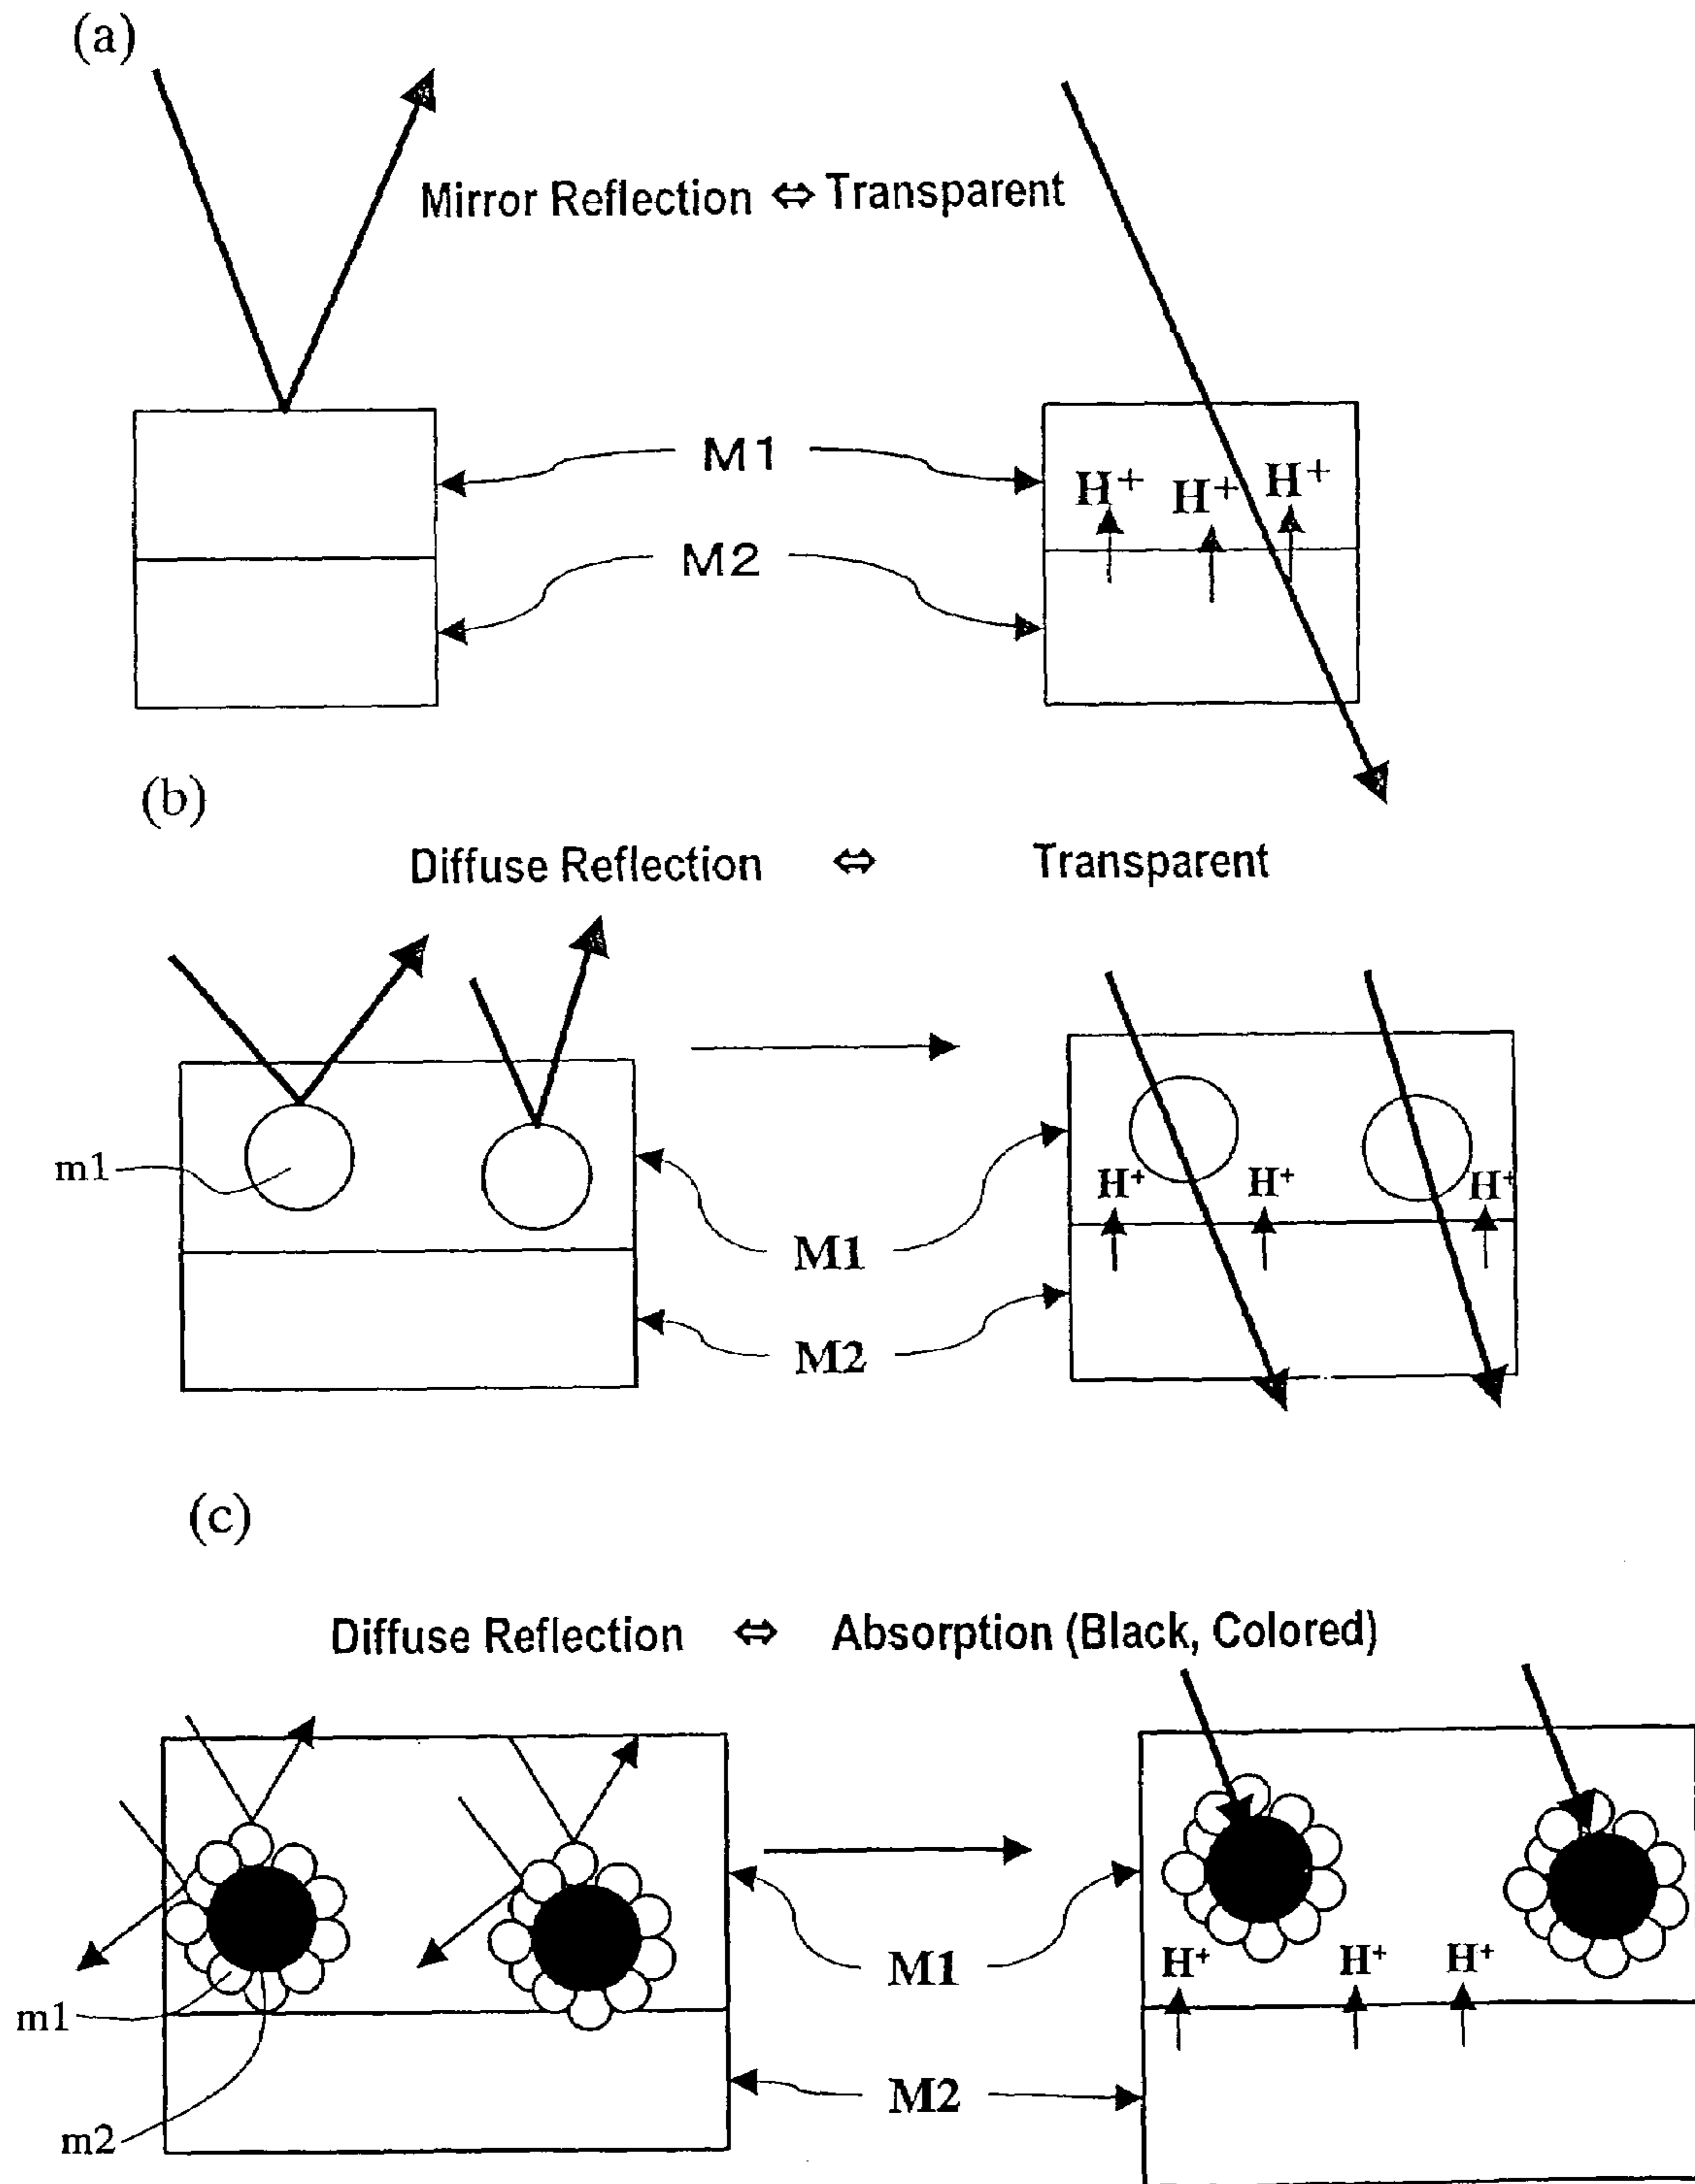 (a)
Mirror Reflection ⇔ Transparent
M1
H+ H+ H+
M2
(b)
Diffuse Reflection ⇔ Transparent
m1
H+ H+ H+
M1
M2
(c)
Diffuse Reflection ⇔ Absorption (Black, Colored)
M1
H+ H+ H+
m1
M2
m2